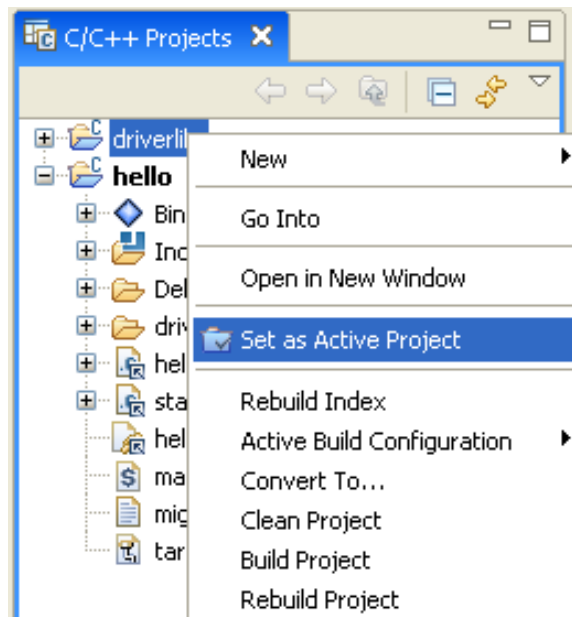 C/C++ Projects
driverli
hello
Bin
Inc
Del
driv
hel
sta
hel
ma
mig
tar
New
Go Into
Open in New Window
Set as Active Project
Rebuild Index
Active Build Configuration
Convert To...
Clean Project
Build Project
Rebuild Project